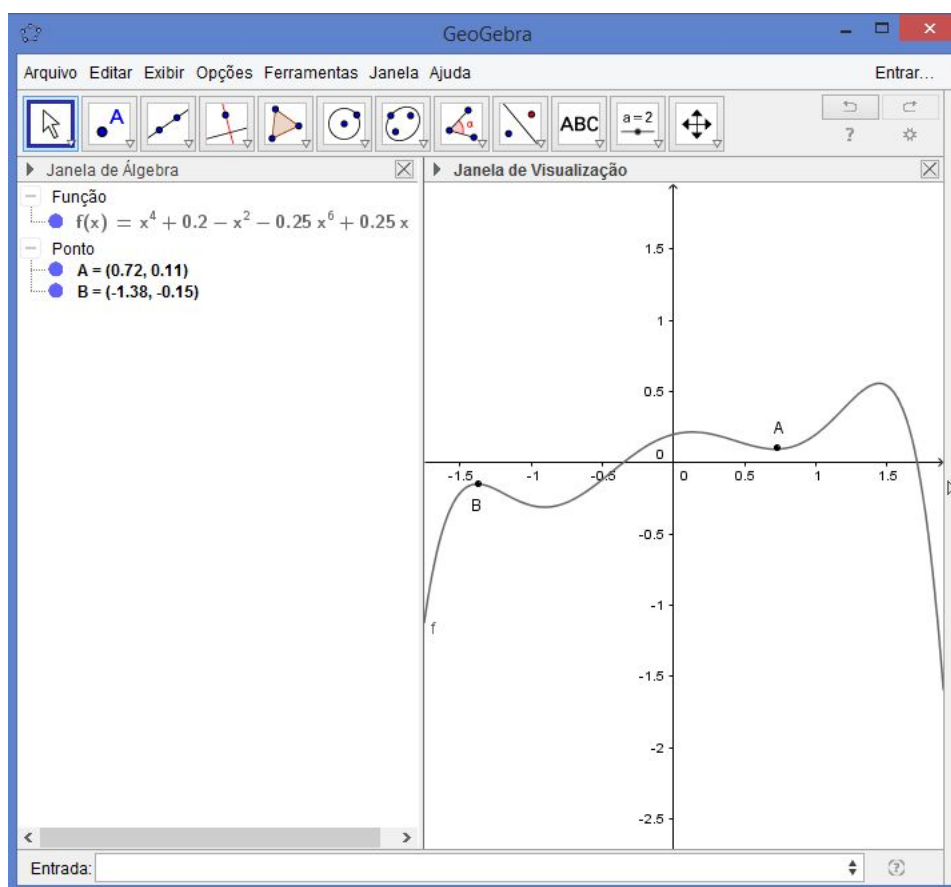 GeoGebra
Arquivo Editar Exibir Opções Ferramentas Janela Ajuda Entrar...
A ABC a = 2 ?
Janela de Álgebra
Janela de Visualização
Função
f(x) = x⁴ + 0.2 − x² − 0.25 x⁶ + 0.25 x
Ponto
A = (0.72, 0.11)
B = (-1.38, -0.15)
1.5
1
0.5
A
0
-1.5 -1 -0.5 0 0.5 1 1.5
B
-0.5
-1
f
-1.5
-2
-2.5
Entrada: ?